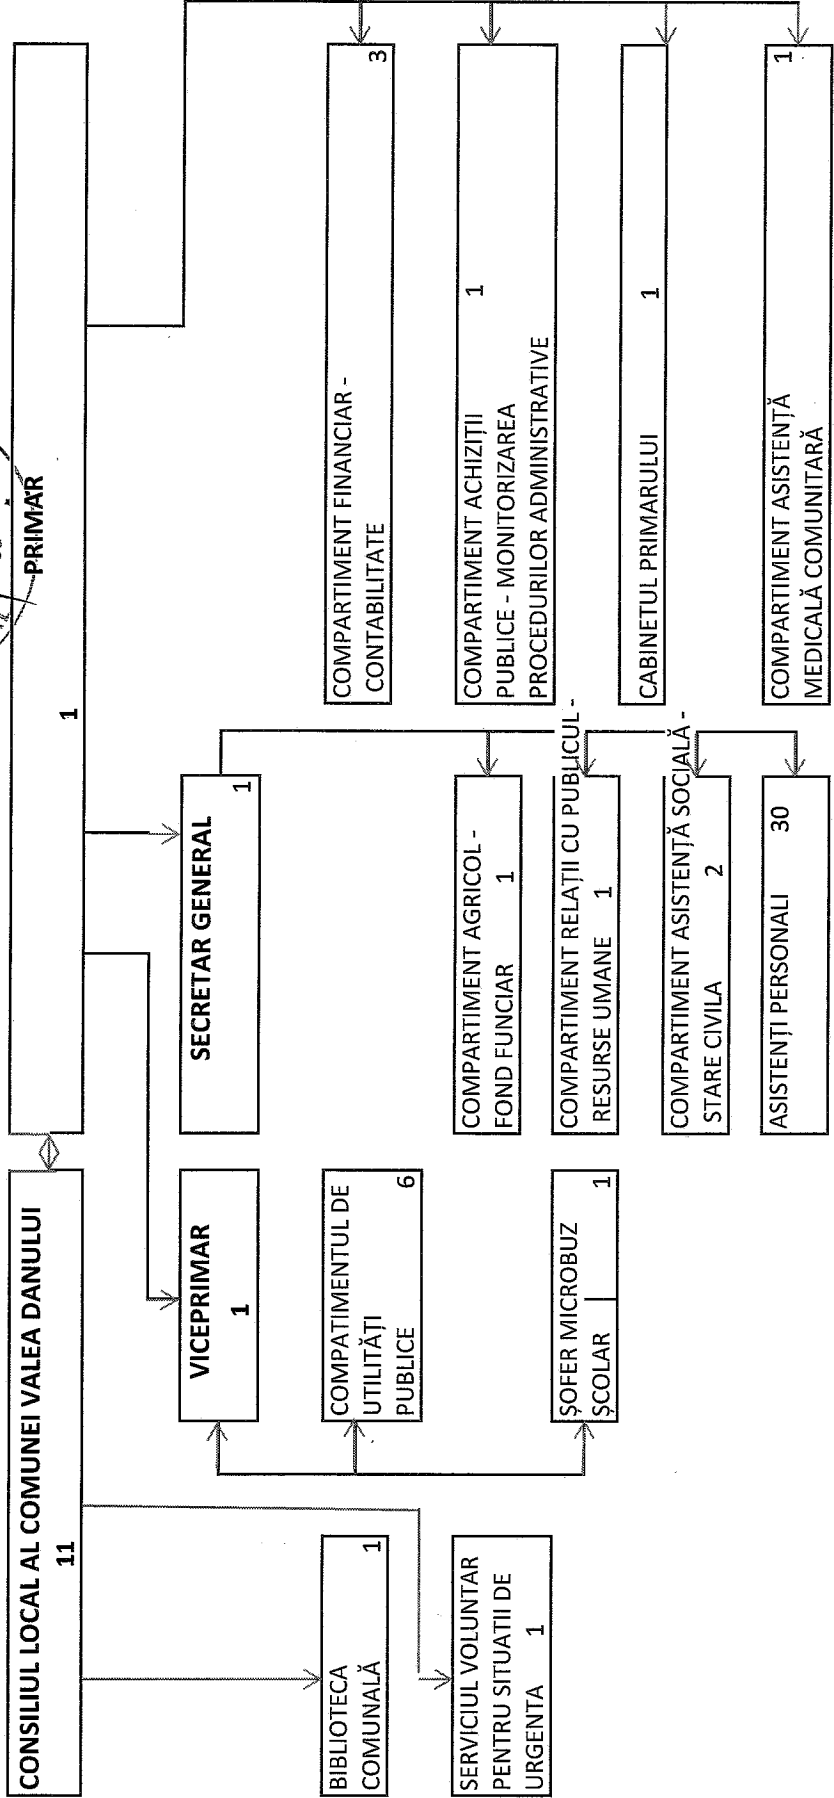 CONSILIUL LOCAL AL COMUNEI VALEA DANULUI
11
PRIMAR
1
VICEPRIMAR
1
SECRETAR GENERAL
1
BIBLIOTECA
COMUNALĂ 1
SERVICIUL VOLUNTAR
PENTRU SITUATII DE
URGENTA 1
COMPATIMENTUL DE
UTILITĂȚI
PUBLICE 6
ȘOFER MICROBUZ
ȘCOLAR 1
COMPARTIMENT AGRICOL -
FOND FUNCIAR 1
COMPARTIMENT RELAȚII CU PUBLICUL -
RESURSE UMANE 1
COMPARTIMENT ASISTENȚĂ SOCIALĂ -
STARE CIVILA 2
ASISTENȚI PERSONALI 30
COMPARTIMENT FINANCIAR -
CONTABILITATE 3
COMPARTIMENT ACHIZIȚII 1
PUBLICE - MONITORIZAREA
PROCEDURILOR ADMINISTRATIVE
CABINETUL PRIMARULUI 1
COMPARTIMENT ASISTENȚĂ 1
MEDICALĂ COMUNITARĂ